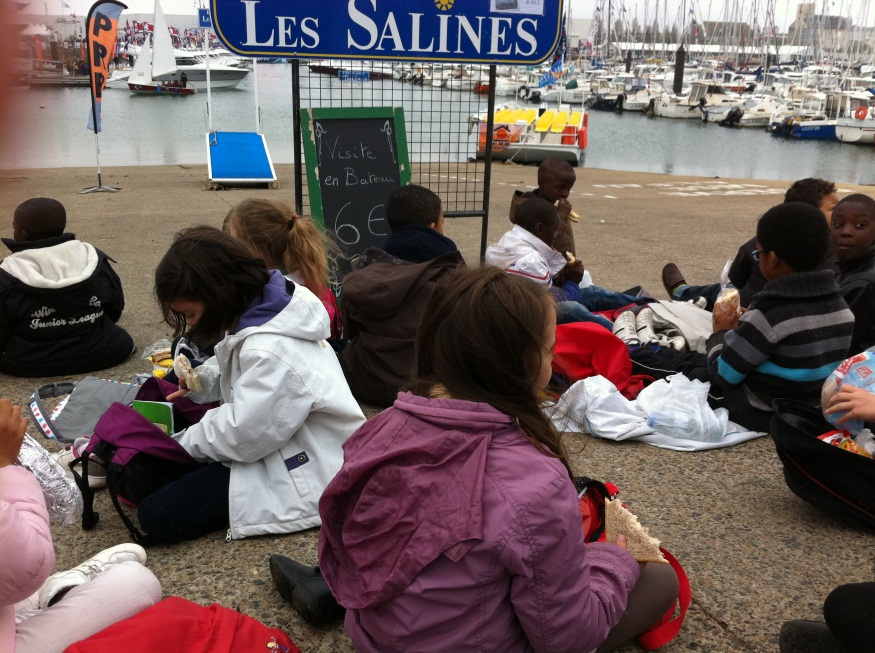 LES SALINES
Visite
en Bateau
6€
Junior League